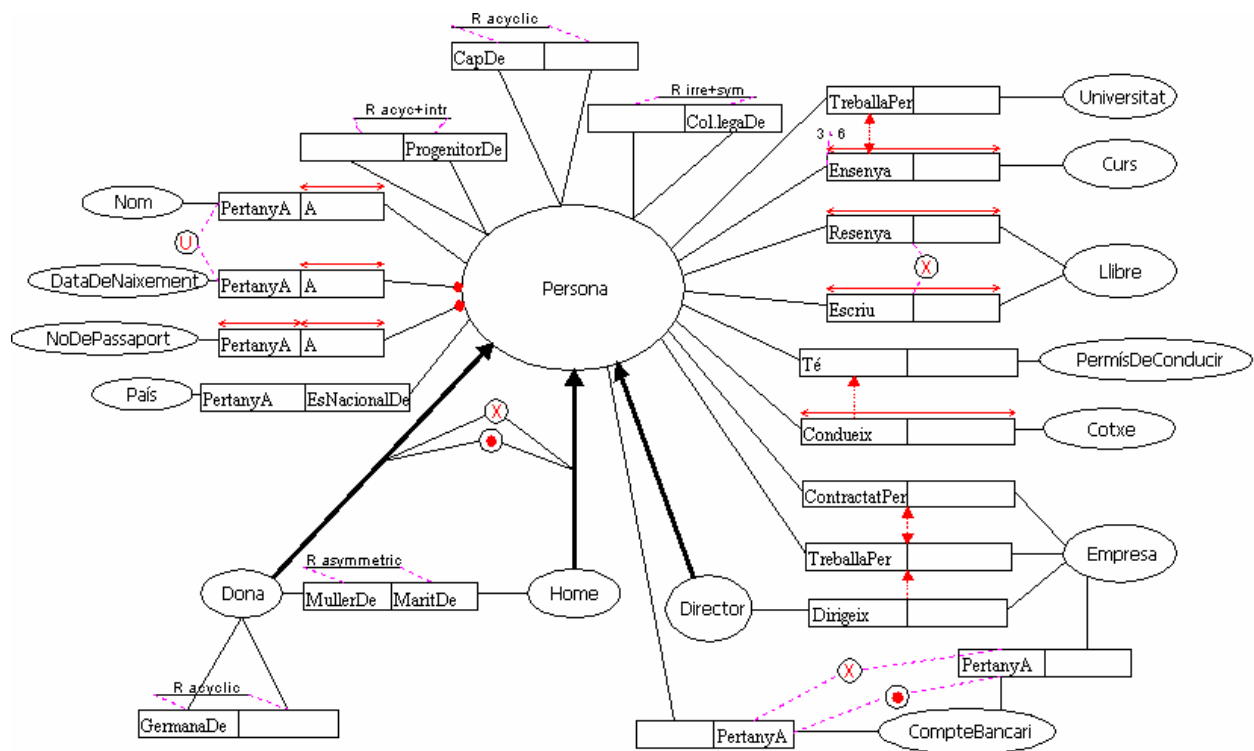 R acyclic
CapDe
R acyc+intr
ProgenitorDe
R irre+sym
Col.legaDe
TreballaPer
Universitat
3 - 6
Ensenya
Curs
Nom
PertanyA
A
U
DataDeNaixement
PertanyA
A
Persona
Resenya
X
Llibre
Escriu
NoDePassaport
PertanyA
A
Té
PermísDeConducir
País
PertanyA
EsNacionalDe
X
Condueix
Cotxe
ContractatPer
TreballaPer
Empresa
R asymmetric
Dona
MullerDe
MaritDe
Home
Director
Dirigeix
R acyclic
GermanaDe
X
PertanyA
PertanyA
CompteBancari